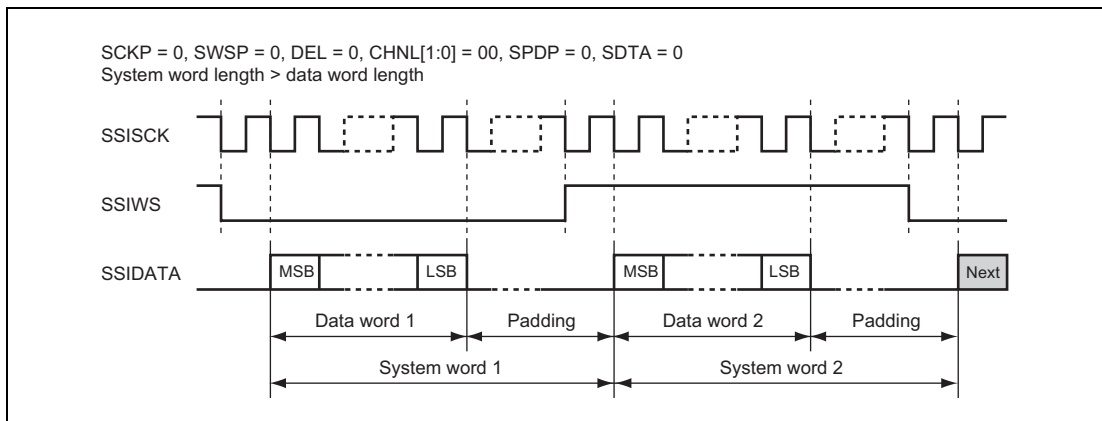 SCKP = 0, SWSP = 0, DEL = 0, CHNL[1:0] = 00, SPDP = 0, SDTA = 0
System word length > data word length
SSISCK
SSIWS
SSIDATA MSB LSB MSB LSB Next
Data word 1 Padding Data word 2 Padding
System word 1 System word 2